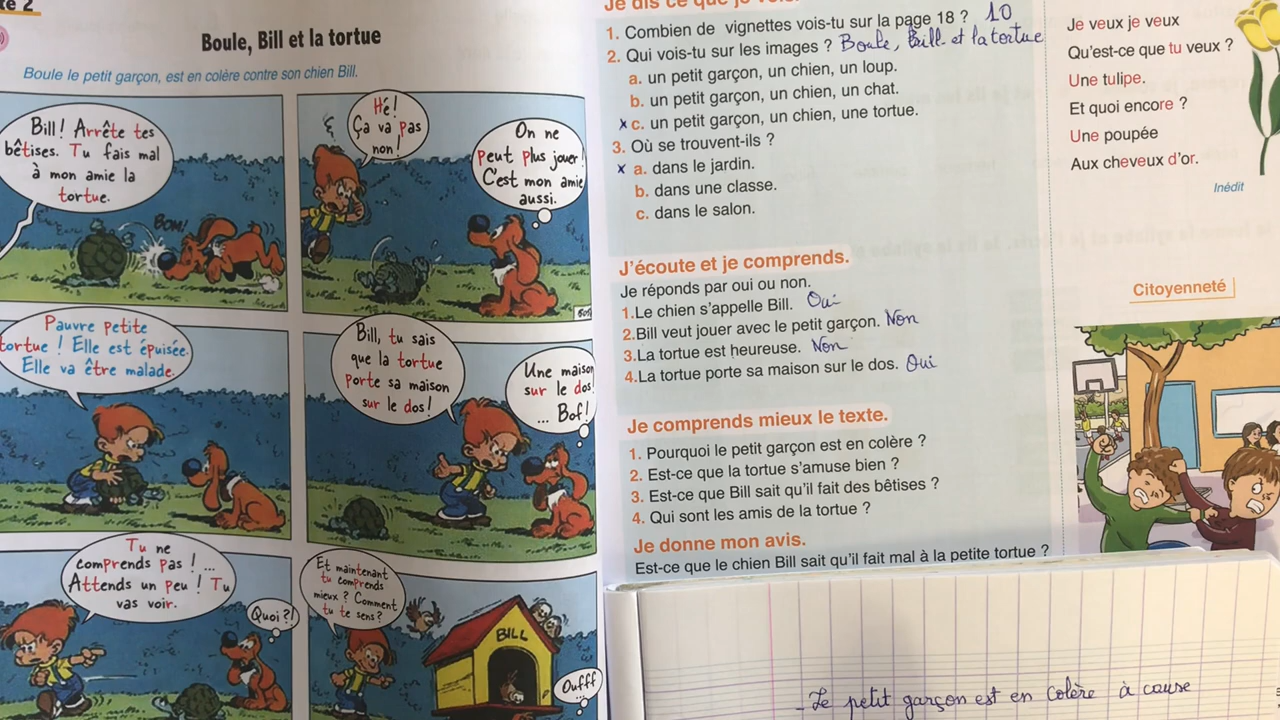 Boule, Bill et la tortue
Boule le petit garçon, est en colère contre son chien Bill.
Bill! Arrête tes
bêtises. Tu fais mal
à mon amie la
tortue.
BOM!
Hé!
Ça va pas
non!
On ne
peut plus jouer!
C'est mon amie
aussi.
Pauvre petite
tortue ! Elle est épuisée.
Elle va être malade.
Bill, tu sais
que la tortue
porte sa maison
sur le dos!
Une maison
sur le dos!
... Bof!
Tu ne
comprends pas ! ...
Attends un peu ! Tu
vas voir.
Quoi ?!
Et maintenant
tu comprends
mieux ? Comment
tu te sens?
BILL
Oufff
...
Je dis ce que je vois.
1. Combien de vignettes vois-tu sur la page 18 ? 10
2. Qui vois-tu sur les images ? Boule, Bill et la tortue
a. un petit garçon, un chien, un loup.
b. un petit garçon, un chien, un chat.
x c. un petit garçon, un chien, une tortue.
3. Où se trouvent-ils ?
x a. dans le jardin.
b. dans une classe.
c. dans le salon.
J'écoute et je comprends.
Je réponds par oui ou non.
1.Le chien s'appelle Bill. Oui
2.Bill veut jouer avec le petit garçon. Non
3.La tortue est heureuse. Non
4.La tortue porte sa maison sur le dos. Oui
Je comprends mieux le texte.
1. Pourquoi le petit garçon est en colère ?
2. Est-ce que la tortue s'amuse bien ?
3. Est-ce que Bill sait qu'il fait des bêtises ?
4. Qui sont les amis de la tortue ?
Je donne mon avis.
Est-ce que le chien Bill sait qu'il fait mal à la petite tortue ?
Je veux je veux
Qu'est-ce que tu veux ?
Une tulipe.
Et quoi encore ?
Une poupée
Aux cheveux d'or.
Inédit
Citoyenneté
- Le petit garçon est en colère à cause